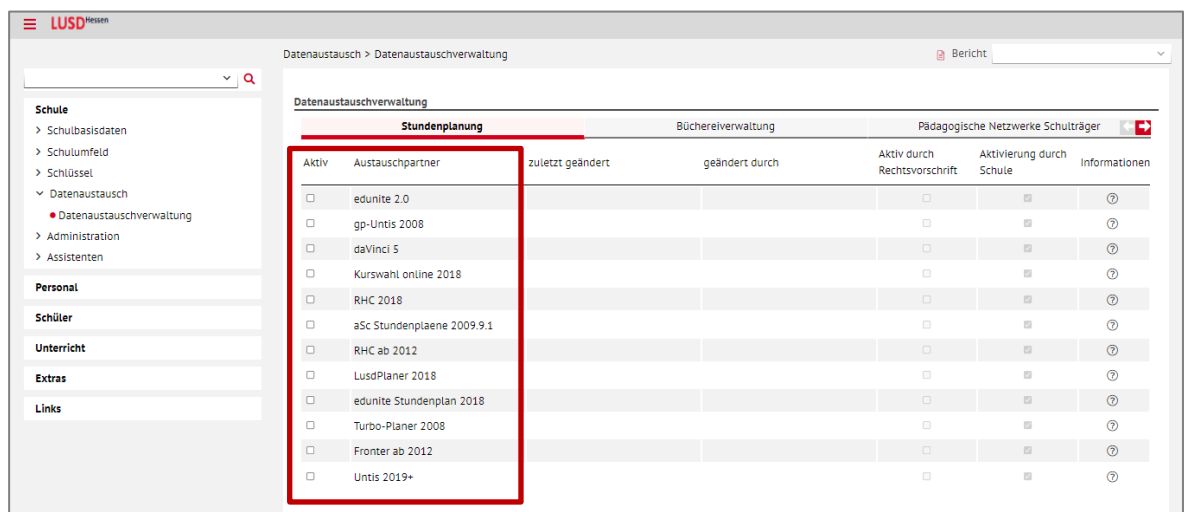 LUSD Hessen
Datenaustausch > Datenaustauschverwaltung
Bericht
Schule
> Schulbasisdaten
> Schulumfeld
> Schlüssel
Datenaustausch
Datenaustauschverwaltung
> Administration
> Assistenten
Personal
Schüler
Unterricht
Extras
Links
Datenaustauschverwaltung
Stundenplanung Büchereiverwaltung Pädagogische Netzwerke Schulträger
Aktiv Austauschpartner zuletzt geändert geändert durch Aktiv durch Rechtsvorschrift Aktivierung durch Schule Informationen
edunite 2.0
gp-Untis 2008
daVinci 5
Kurswahl online 2018
RHC 2018
aSc Stundenplaene 2009.9.1
RHC ab 2012
LusdPlaner 2018
edunite Stundenplan 2018
Turbo-Planer 2008
Fronter ab 2012
Untis 2019+